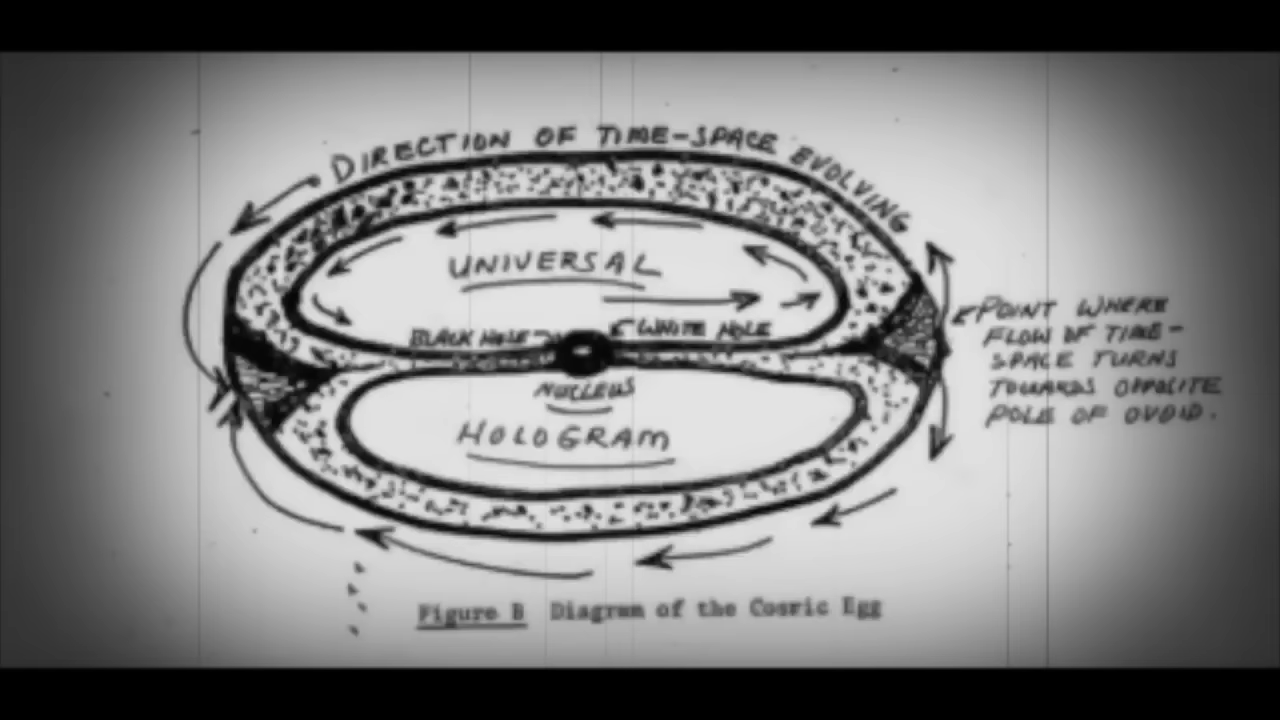 DIRECTION OF TIME-SPACE EVOLVING
UNIVERSAL
BLACK HOLE
WHITE HOLE
NUCLEUS
HOLOGRAM
POINT WHERE
FLOW OF TIME-
SPACE TURNS
TOWARDS OPPOSITE
POLE OF OVOID.
Figure B Diagram of the Cosmic Egg